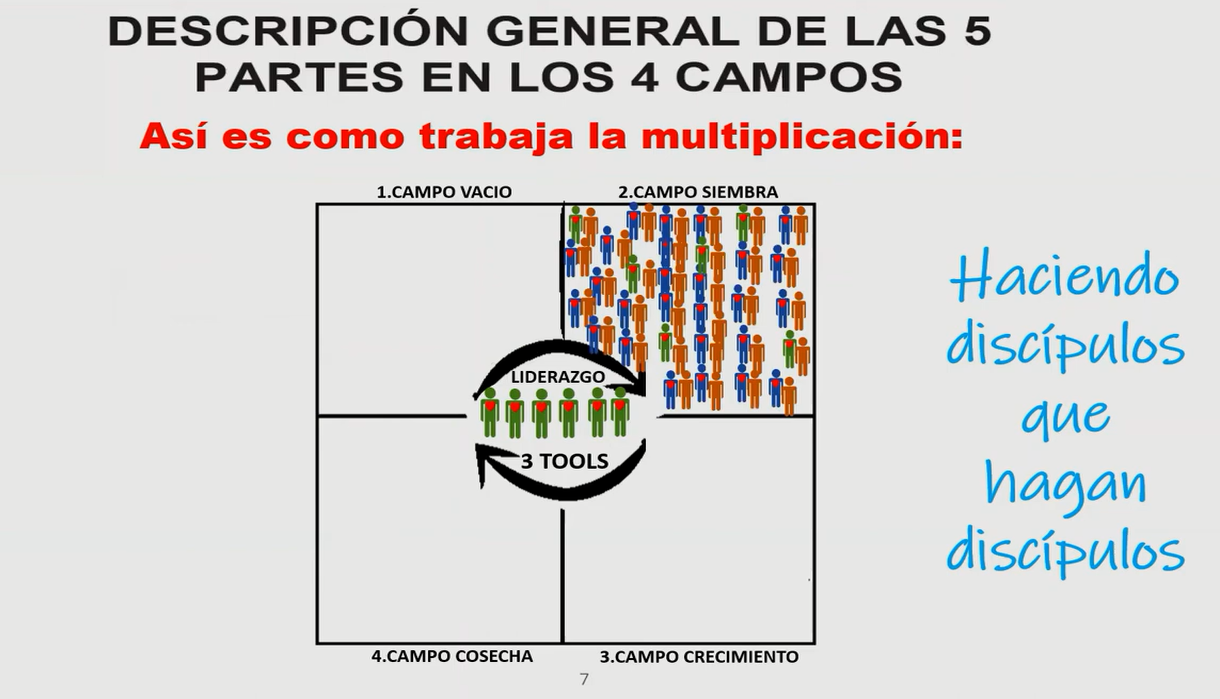 DESCRIPCIÓN GENERAL DE LAS 5
PARTES EN LOS 4 CAMPOS
Así es como trabaja la multiplicación:
1.CAMPO VACIO
2.CAMPO SIEMBRA
LIDERAZGO
3 TOOLS
4.CAMPO COSECHA
3.CAMPO CRECIMIENTO
Haciendo
discípulos
que
hagan
discípulos
7